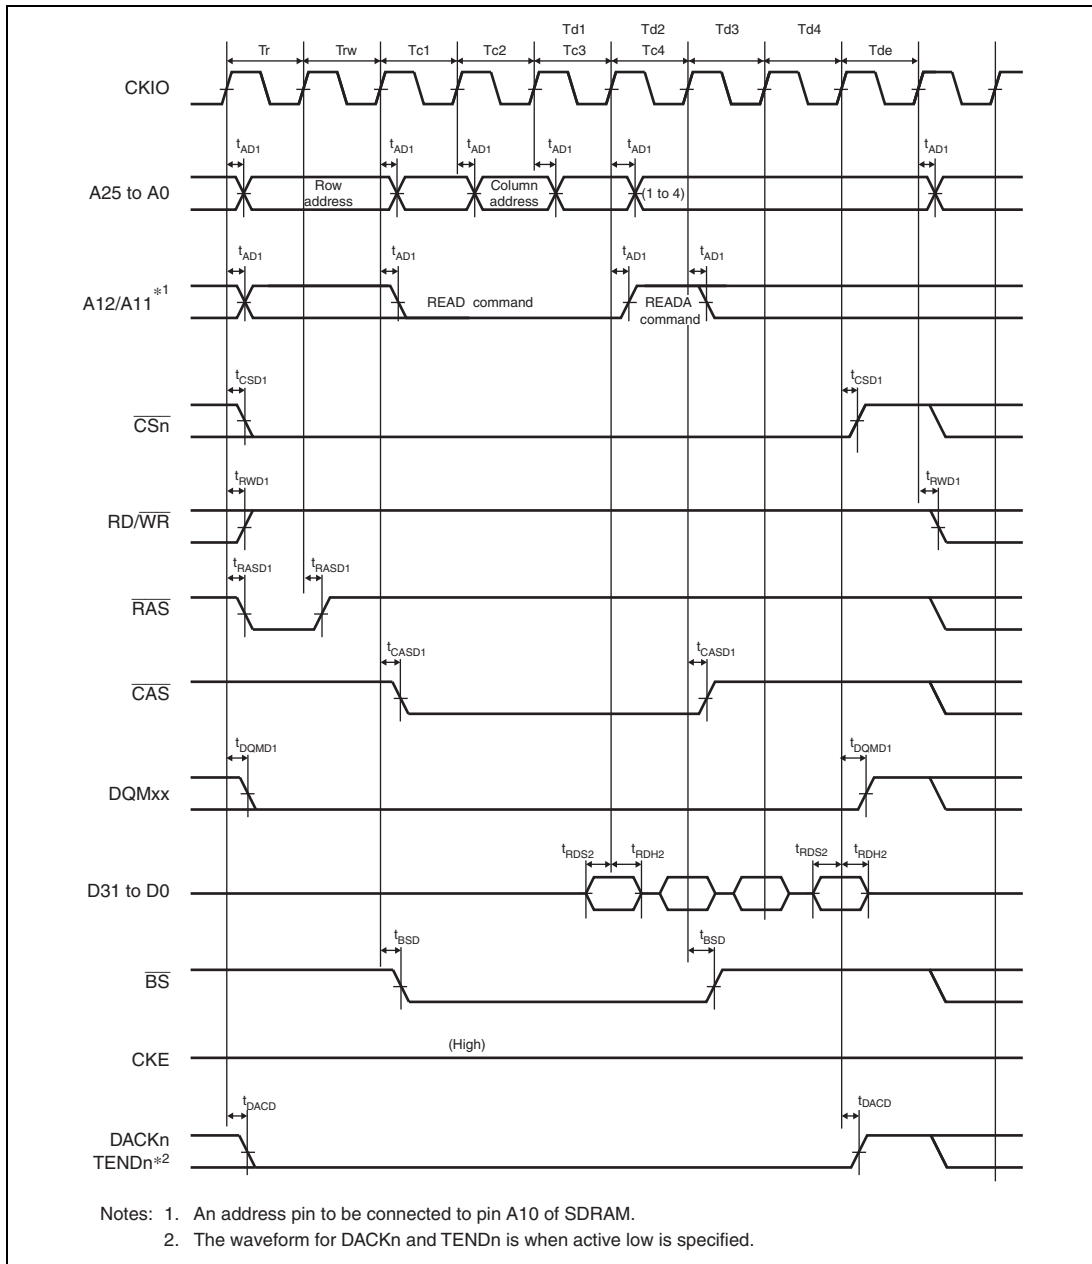 Td1 Td2 Td3 Td4
Tr Trw Tc1 Tc2 Tc3 Tc4 Tde
CKIO
tAD1 tAD1 tAD1 tAD1 tAD1 tAD1
A25 to A0
Row
address
Column
address
(1 to 4)
tAD1 tAD1 tAD1 tAD1
A12/A11*1
READ command
READA
command
tCSD1 tCSD1
CSn
tRWD1 tRWD1
RD/WR
tRASD1 tRASD1
RAS
tCASD1 tCASD1
CAS
tDQMD1 tDQMD1
DQMxx
tRDS2 tRDH2 tRDS2 tRDH2
D31 to D0
tBSD tBSD
BS
(High)
CKE
tDACD tDACD
DACKn
TENDn*2
Notes: 1. An address pin to be connected to pin A10 of SDRAM.
2. The waveform for DACKn and TENDn is when active low is specified.